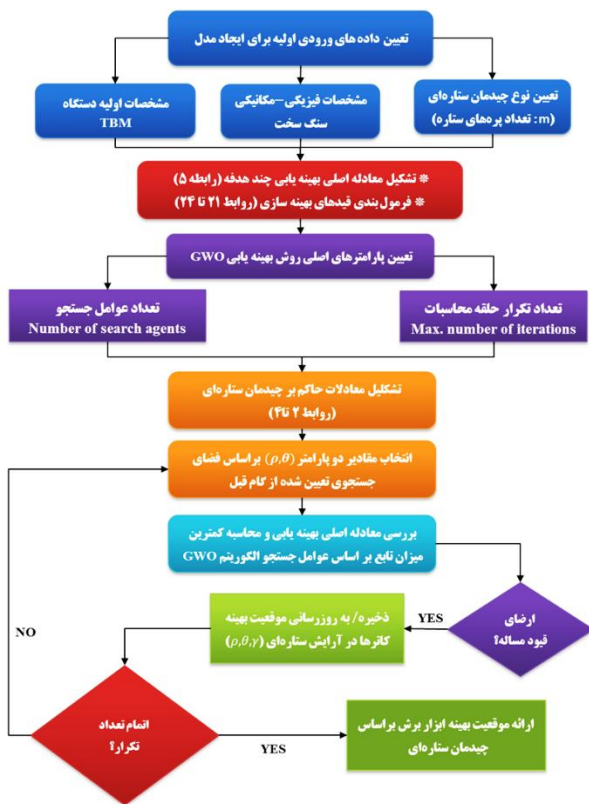 تعیین داده های ورودی اولیه برای ایجاد مدل
تعیین نوع چیدمان ستاره‌ای
(m: تعداد پره‌های ستاره)
مشخصات فیزیکی-مکانیکی
سنگ سخت
مشخصات اولیه دستگاه
TBM
* تشکیل معادله اصلی بهینه یابی چند هدفه (رابطه ۵)
* فرمول بندی قیدهای بهینه سازی (روابط ۲۱ تا ۲۴)
تعیین پارامترهای اصلی روش بهینه یابی GWO
تعداد تکرار حلقه محاسبات
Max. number of iterations
تعداد عوامل جستجو
Number of search agents
تشکلیل معادلات حاکم بر چیدمان ستاره‌ای
(روابط ۲ تا۴)
انتخاب مقادیر دو پارامتر (ρ,θ) براساس فضای
جستجوی تعیین شده از گام قبل
بررسی معادله اصلی بهینه یابی و محاسبه کمترین
میزان تابع بر اساس عوامل جستجو الگوریتم GWO
ارضای
قیود مساله؟
YES
ذخیره/ به روزرسانی موقعیت بهینه
کاترها در آرایش ستاره‌ای (ρ,θ,γ)
NO
اتمام تعداد
تکرار؟
YES
ارائه موقعیت بهینه ابزار برش براساس
چیدمان ستاره‌ای